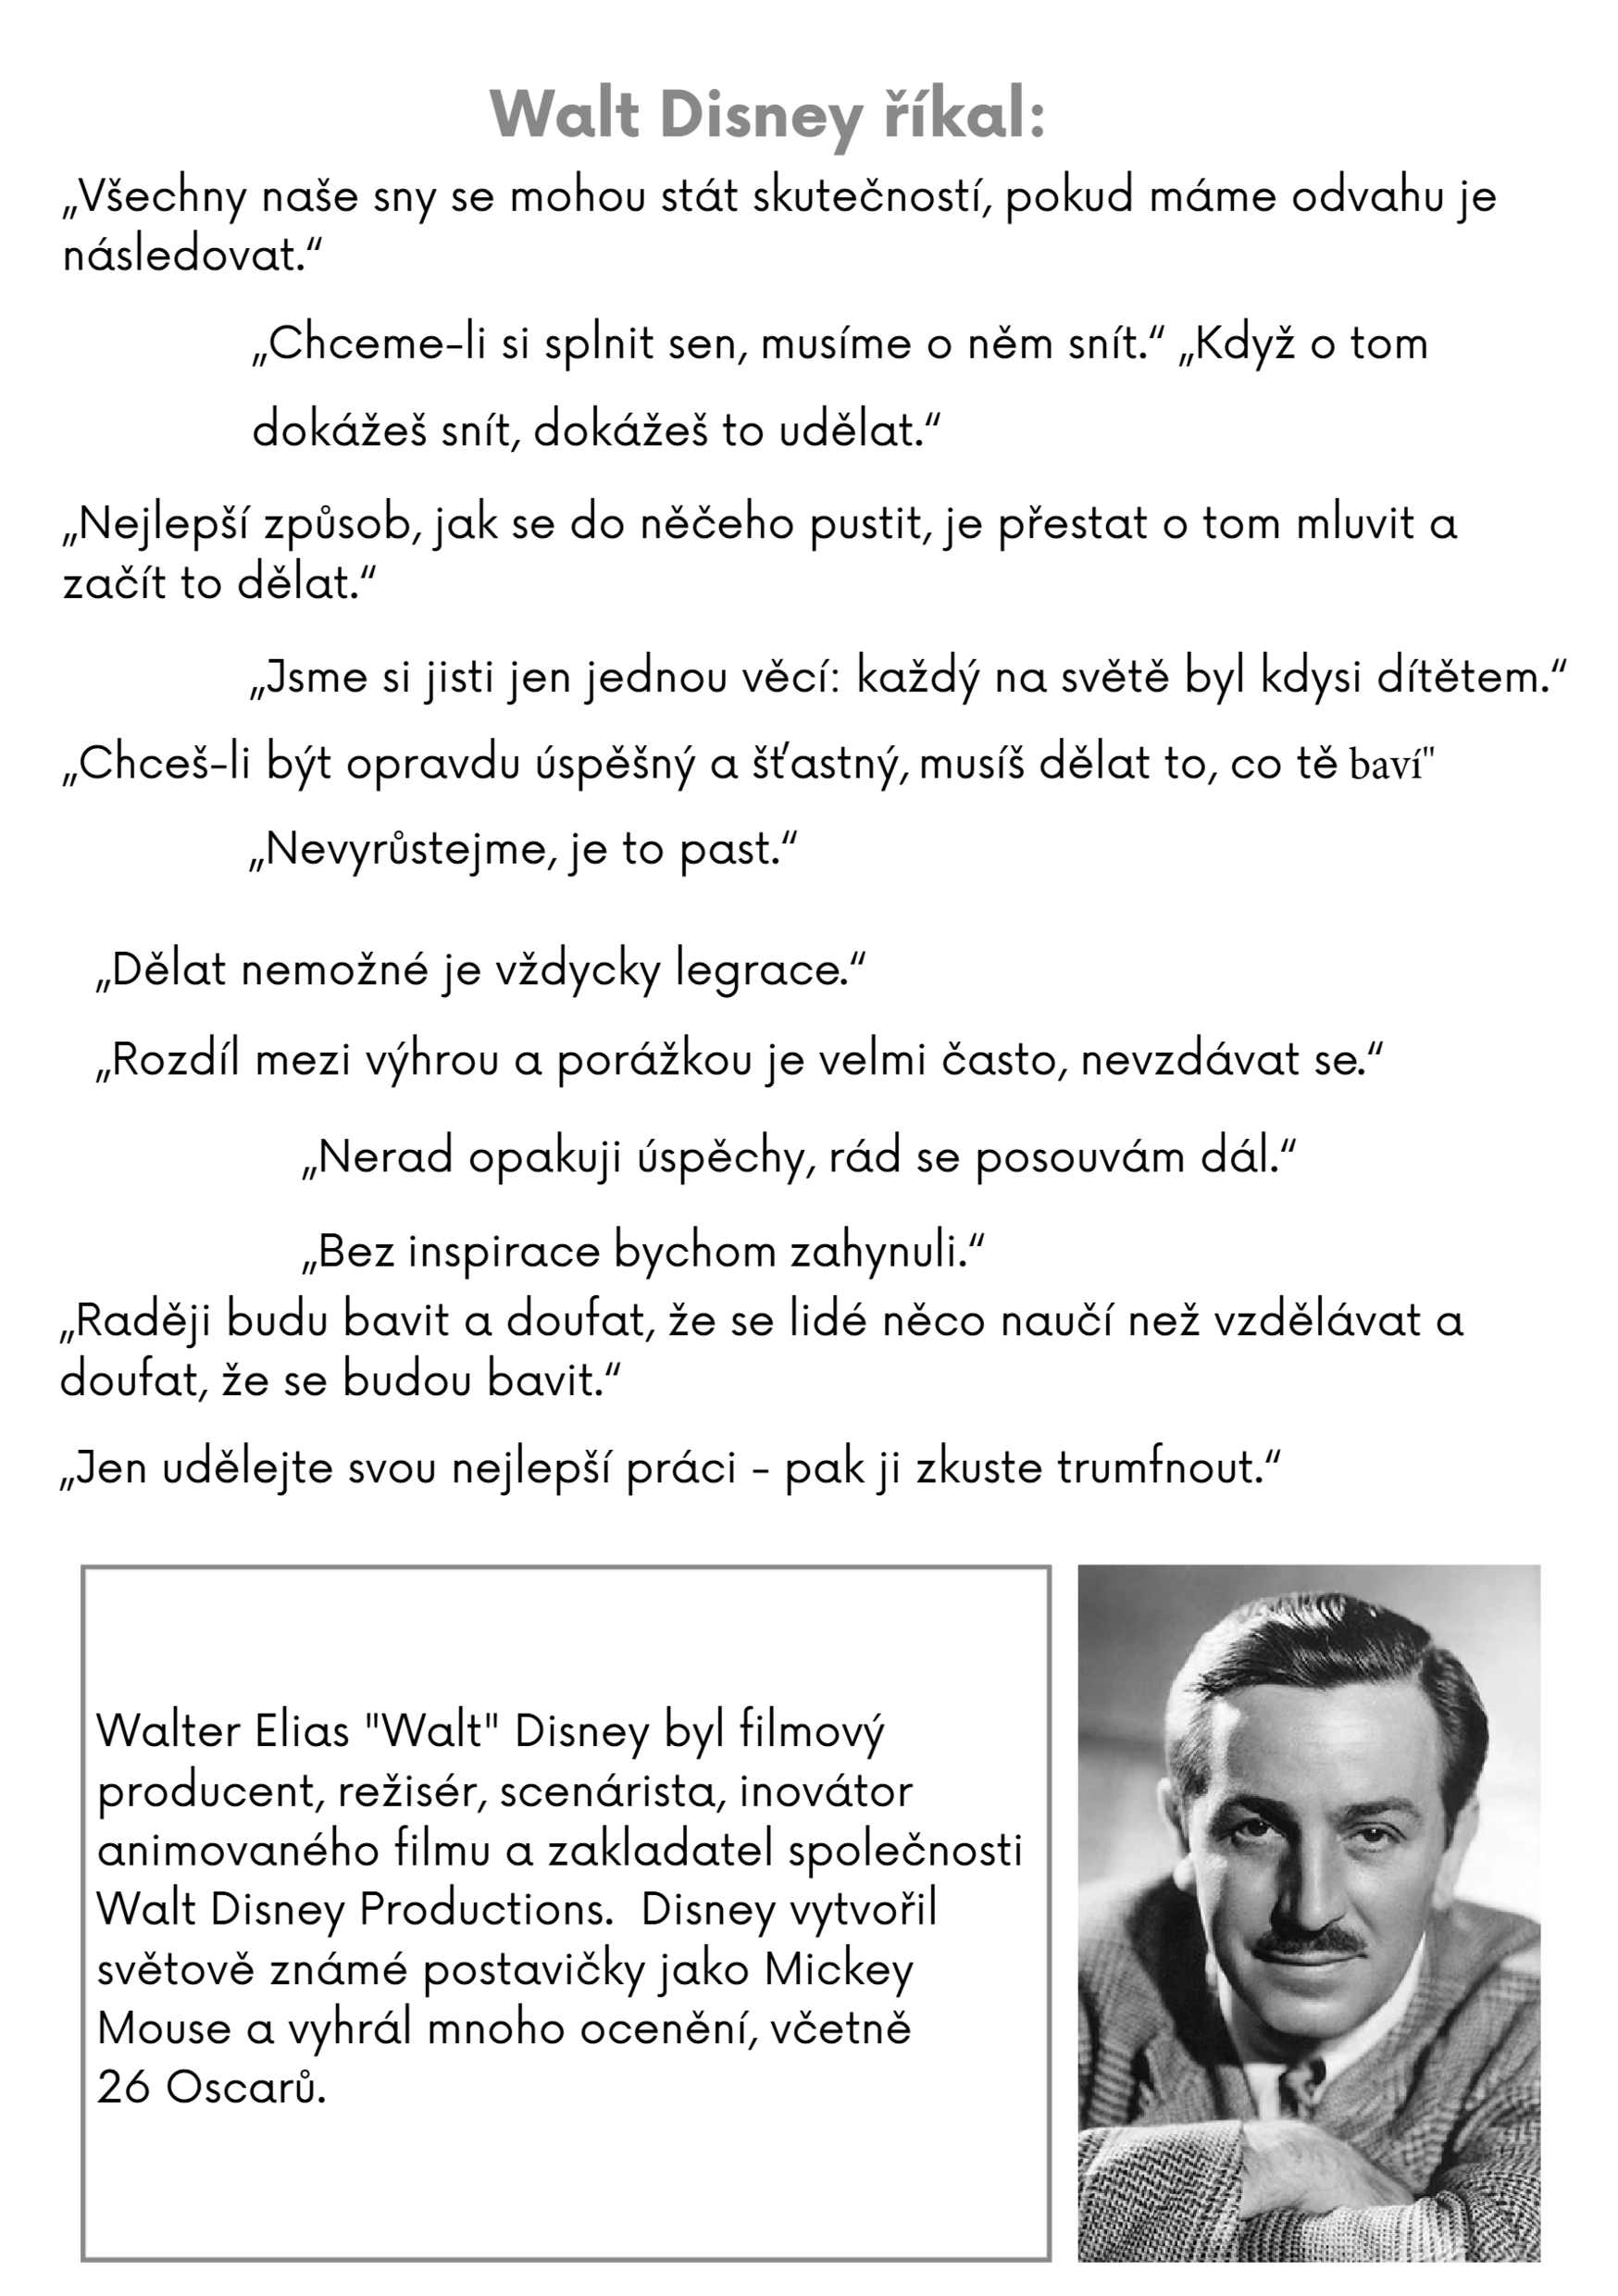 Walt Disney říkal:
„Všechny naše sny se mohou stát skutečností, pokud máme odvahu je
následovat.“
„Chceme-li si splnit sen, musíme o něm snít.“ „Když o tom
dokážeš snít, dokážeš to udělat.“
„Nejlepší způsob, jak se do něčeho pustit, je přestat o tom mluvit a
začít to dělat.“
„Jsme si jisti jen jednou věcí: každý na světě byl kdysi dítětem.“
„Chceš-li být opravdu úspěšný a šťastný, musíš dělat to, co tě baví"
„Nevyrůstejme, je to past.“
„Dělat nemožné je vždycky legrace.“
„Rozdíl mezi výhrou a porážkou je velmi často, nevzdávat se.“
„Nerad opakuji úspěchy, rád se posouvám dál.“
„Bez inspirace bychom zahynuli.“
„Raději budu bavit a doufat, že se lidé něco naučí než vzdělávat a
doufat, že se budou bavit.“
„Jen udělejte svou nejlepší práci - pak ji zkuste trumfnout.“
Walter Elias "Walt" Disney byl filmový
producent, režisér, scenárista, inovátor
animovaného filmu a zakladatel společnosti
Walt Disney Productions.  Disney vytvořil
světově známé postavičky jako Mickey
Mouse a vyhrál mnoho ocenění, včetně
26 Oscarů.